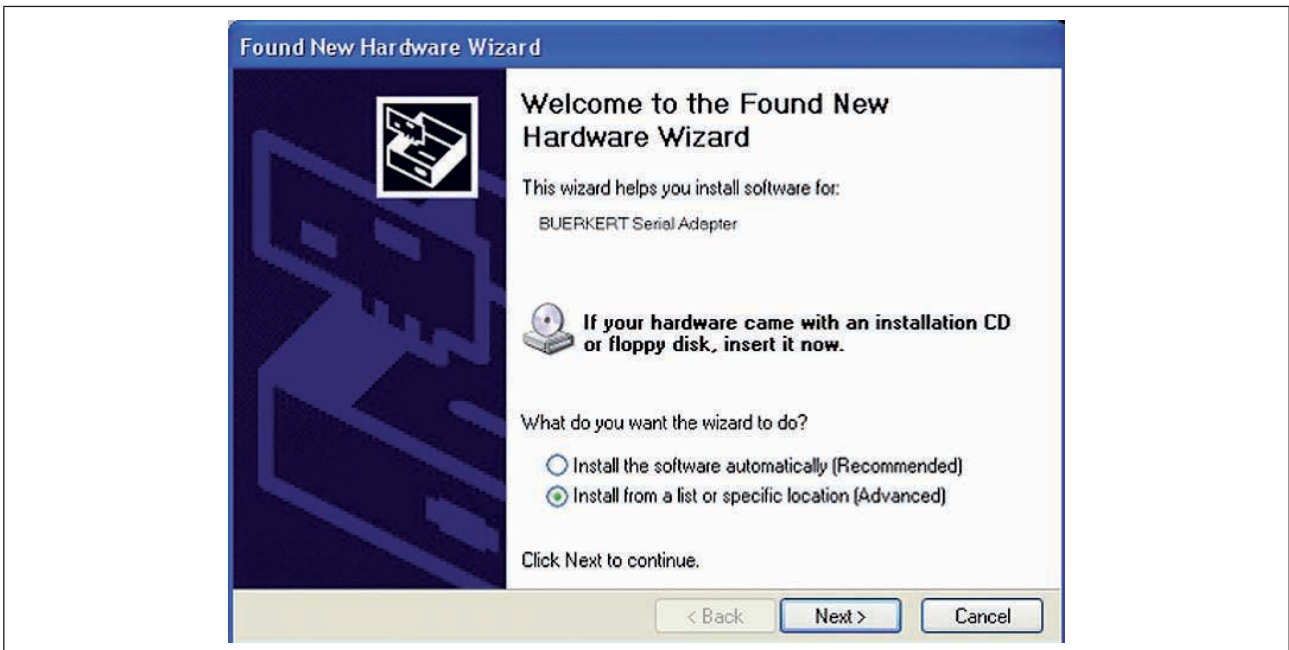 Found New Hardware Wizard
Welcome to the Found New
Hardware Wizard
This wizard helps you install software for:
BUERKERT Serial Adapter
If your hardware came with an installation CD
or floppy disk, insert it now.
What do you want the wizard to do?
Install the software automatically (Recommended)
Install from a list or specific location (Advanced)
Click Next to continue.
< Back Next > Cancel